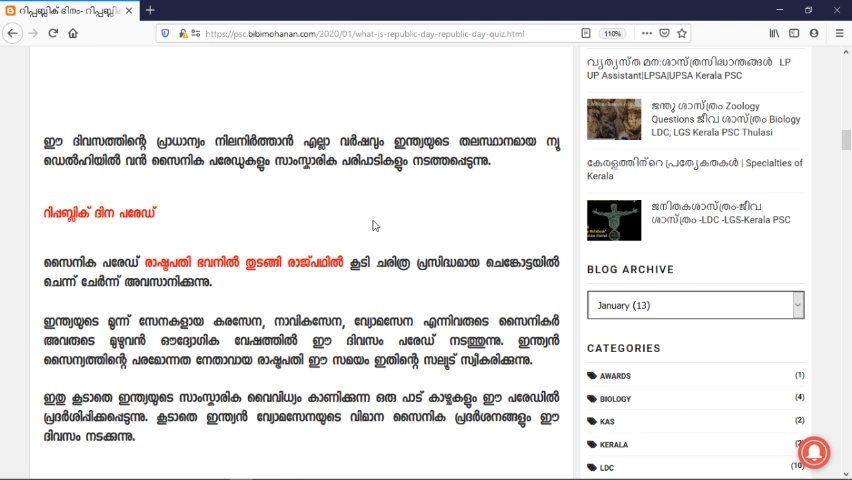 റിപ്പബ്ലിക് ദിനം- റിപ്പബ്ലിക
https://psc.bibimohanan.com/2020/01/what-is-republic-day-republic-day-quiz.html
110%
ഈ ദിവസത്തിന്റെ പ്രാധാന്യം നിലനിർത്താൻ എല്ലാ വർഷവും ഇന്ത്യയുടെ തലസ്ഥാനമായ ന്യൂ
ഡെൽഹിയിൽ വൻ സൈനിക പരേഡുകളും സാംസ്കാരിക പരിപാടികളും നടത്തപ്പെടുന്നു.
റിപ്പബ്ലിക് ദിന പരേഡ്
സൈനിക പരേഡ് രാഷ്ട്രപതി ഭവനിൽ തുടങ്ങി രാജ്പഥിൽ കൂടി ചരിത്ര പ്രസിദ്ധമായ ചെങ്കോട്ടയിൽ
ചെന്ന് ചേർന്ന് അവസാനിക്കുന്നു.
ഇന്ത്യയുടെ മൂന്ന് സേനകളായ കരസേന, നാവികസേന, വ്യോമസേന എന്നിവരുടെ സൈനികർ
അവരുടെ മുഴുവൻ ഔദ്യോഗിക വേഷത്തിൽ ഈ ദിവസം പരേഡ് നടത്തുന്നു. ഇന്ത്യൻ
സൈന്യത്തിന്റെ പരമോന്നത നേതാവായ രാഷ്ട്രപതി ഈ സമയം ഇതിന്റെ സല്യൂട് സ്വീകരിക്കുന്നു.
ഇതു കൂടാതെ ഇന്ത്യയുടെ സാംസ്കാരിക വൈവിധ്യം കാണിക്കുന്ന ഒരു പാട് കാഴ്ചകളും ഈ പരേഡിൽ
പ്രദർശിപ്പിക്കപ്പെടുന്നു. കൂടാതെ ഇന്ത്യൻ വ്യോമസേനയുടെ വിമാന സൈനിക പ്രദർശനങ്ങളും ഈ
ദിവസം നടക്കുന്നു.
വ്യത്യസ്ത മന:ശാസ്ത്രസിദ്ധാന്തങ്ങൾ LP
UP Assistant|LPSA|UPSA Kerala PSC
ജന്തു ശാസ്ത്രം Zoology
Questions ജീവ ശാസ്ത്രം Biology
LDC, LGS Kerala PSC Thulasi
കേരളത്തിന്റെ പ്രത്യേകതകൾ | Specialties of
Kerala
ജനിതകശാസ്ത്രം-ജീവ
ശാസ്ത്രം -LDC -LGS-Kerala PSC
BLOG ARCHIVE
January (13)
CATEGORIES
AWARDS (1)
BIOLOGY (4)
KAS (2)
KERALA
LDC (10)